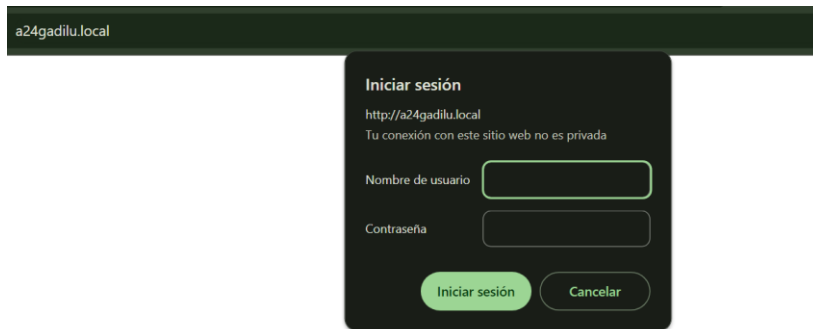 a24gadilu.local
Iniciar sesión
http://a24gadilu.local
Tu conexión con este sitio web no es privada
Nombre de usuario
Contraseña
Iniciar sesión Cancelar